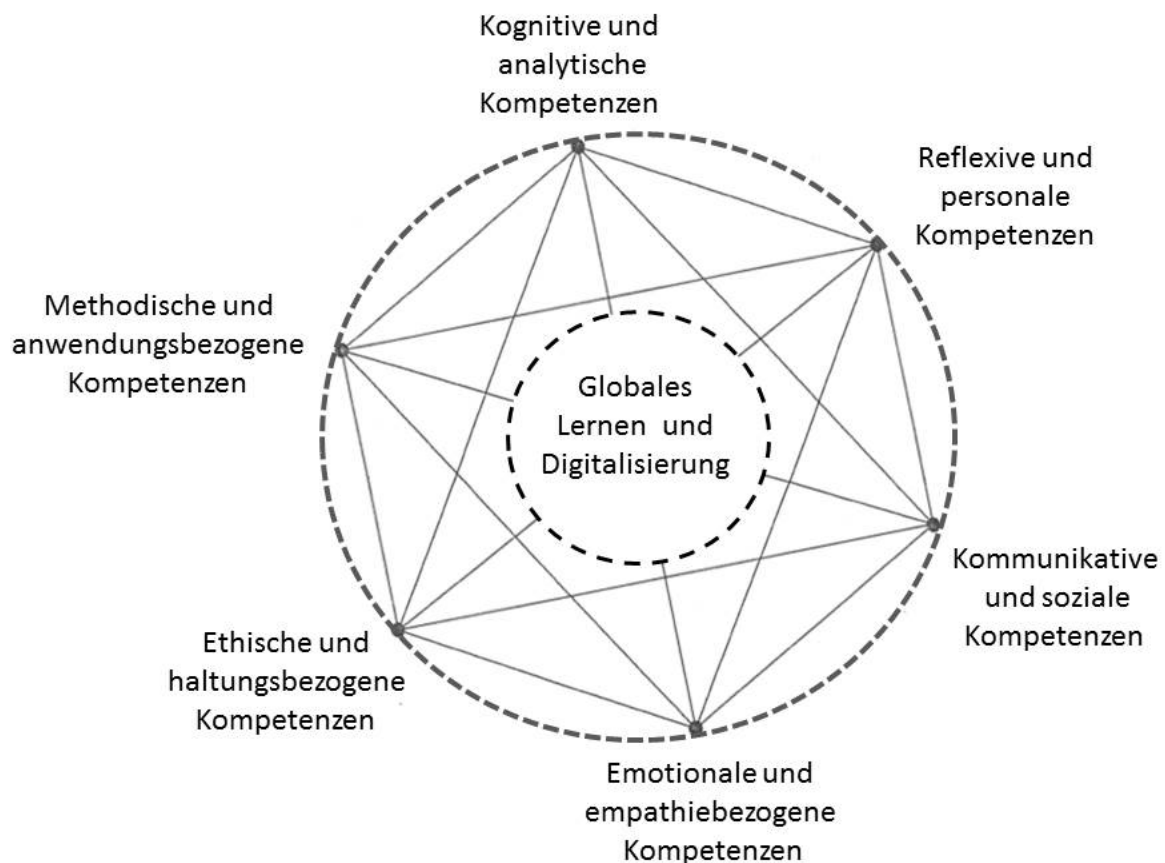 Kognitive und
analytische
Kompetenzen
Reflexive und
personale
Kompetenzen
Methodische und
anwendungsbezogene
Kompetenzen
Globales
Lernen und
Digitalisierung
Kommunikative
und soziale
Kompetenzen
Ethische und
haltungsbezogene
Kompetenzen
Emotionale und
empathiebezogene
Kompetenzen